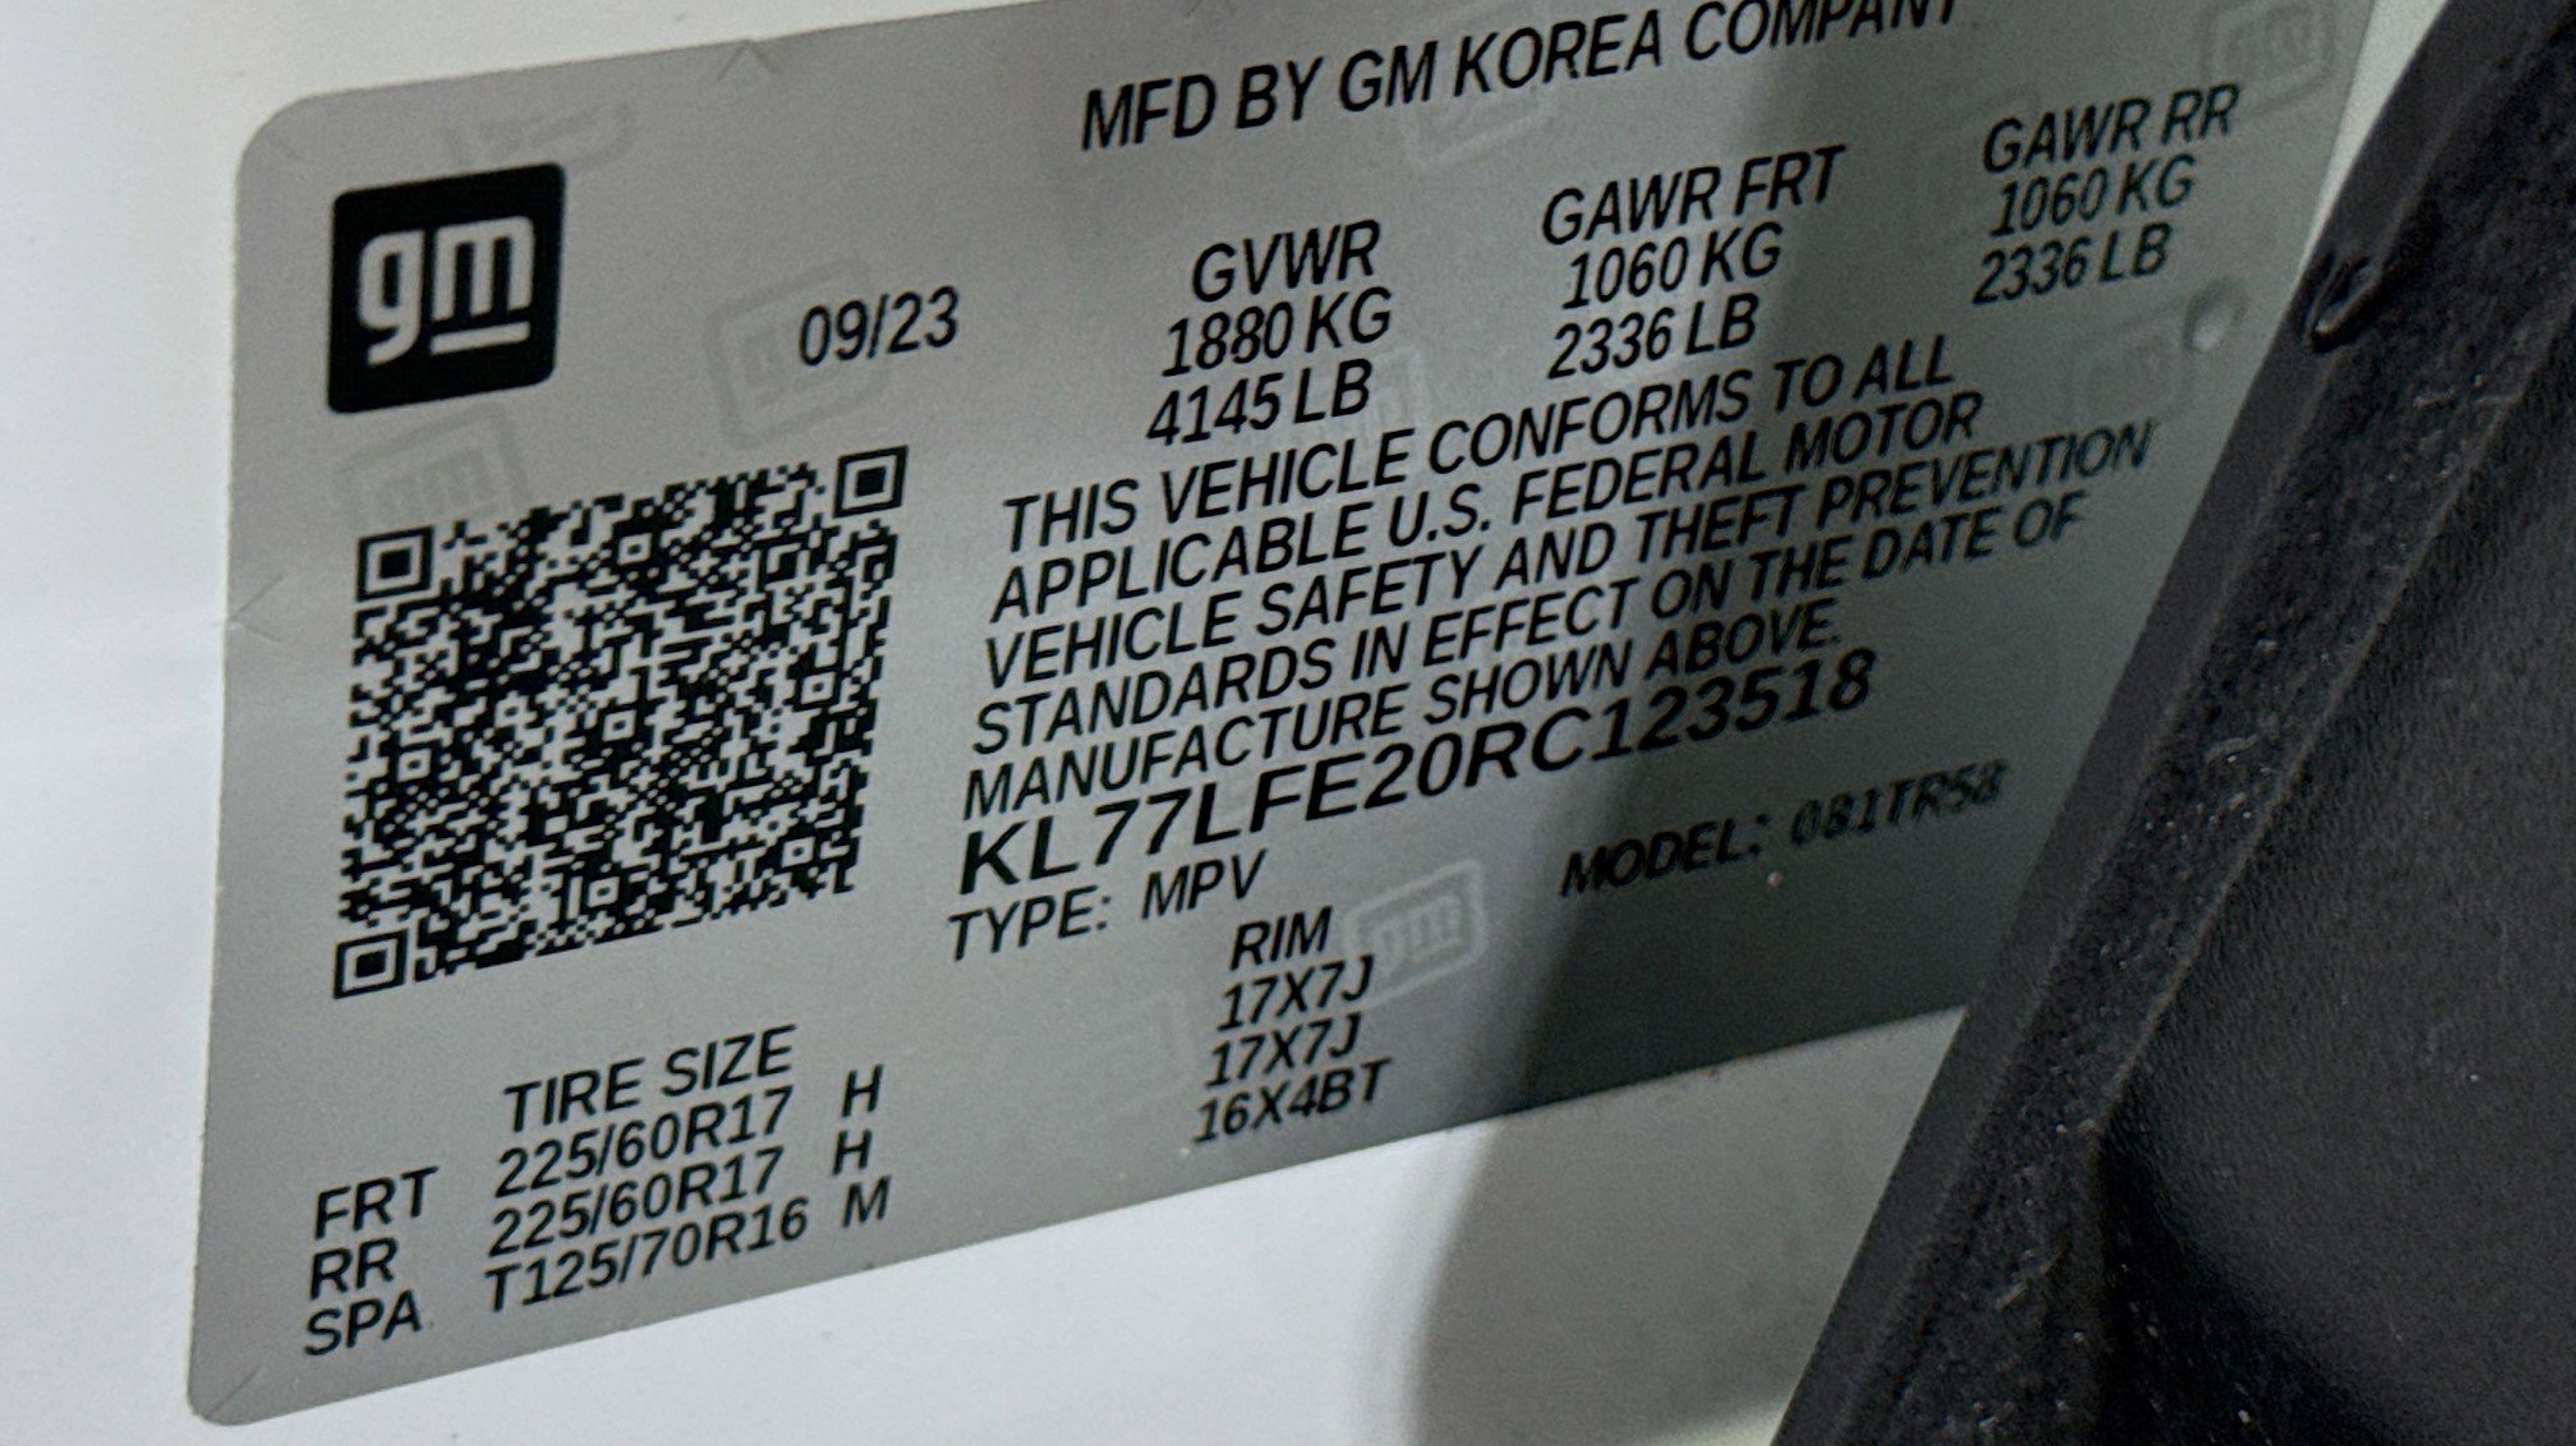 MFD BY GM KOREA COMPANY
gm
09/23
GVWR GAWR FRT GAWR RR
1880 KG 1060 KG 1060 KG
4145 LB 2336 LB 2336 LB
THIS VEHICLE CONFORMS TO ALL
APPLICABLE U.S. FEDERAL MOTOR
VEHICLE SAFETY AND THEFT PREVENTION
STANDARDS IN EFFECT ON THE DATE OF
MANUFACTURE SHOWN ABOVE.
KL77LFE20RC123518
TYPE: MPV MODEL: 081TR58
TIRE SIZE RIM
FRT 225/60R17 H 17X7J
RR 225/60R17 H 17X7J
SPA T125/70R16 M 16X4BT